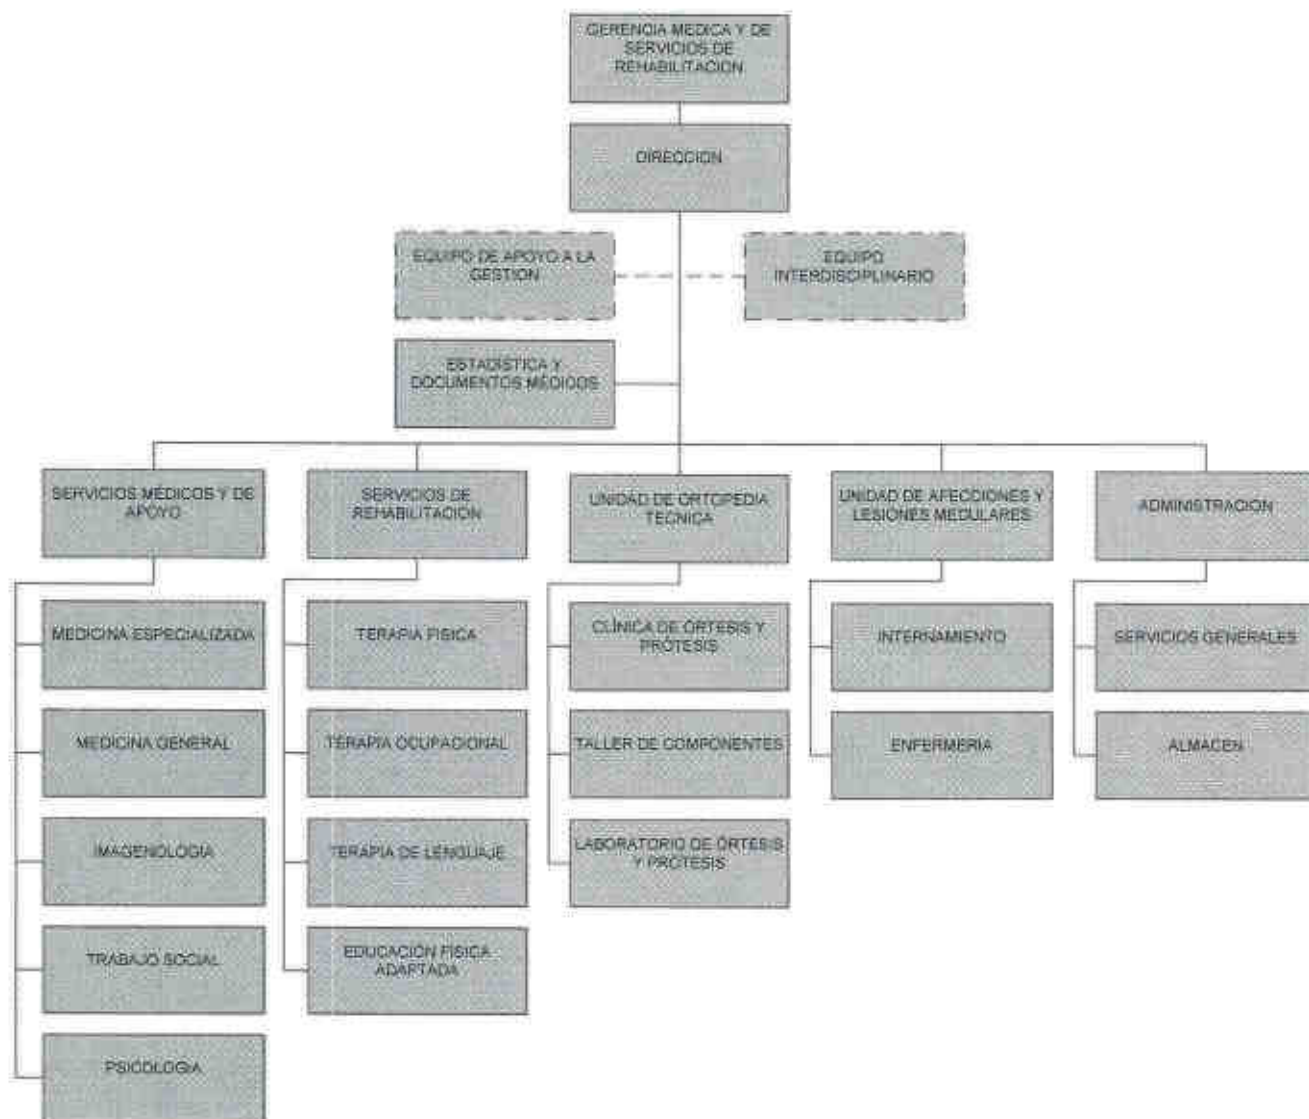 GERENCIA MEDICA Y DE
SERVICIOS DE
REHABILITACION
DIRECCION
EQUIPO DE APOYO A LA
GESTION
EQUIPO
INTERDISCIPLINARIO
ESTADÍSTICA Y
DOCUMENTOS MÉDICOS
SERVICIOS MÉDICOS Y DE
APOYO
SERVICIOS DE
REHABILITACION
UNIDAD DE ORTOPEDIA
TECNICA
UNIDAD DE AFECCIONES Y
LESIONES MEDULARES
ADMINISTRACION
MEDICINA ESPECIALIZADA
TERAPIA FISICA
CLÍNICA DE ÓRTESIS Y
PRÓTESIS
INTERNAMIENTO
SERVICIOS GENERALES
MEDICINA GENERAL
TERAPIA OCUPACIONAL
TALLER DE COMPONENTES
ENFERMERIA
ALMACEN
IMAGENOLOGIA
TERAPIA DE LENGUAJE
LABORATORIO DE ÓRTESIS
Y PRÓTESIS
TRABAJO SOCIAL
EDUCACIÓN FÍSICA
ADAPTADA
PSICOLOGIA